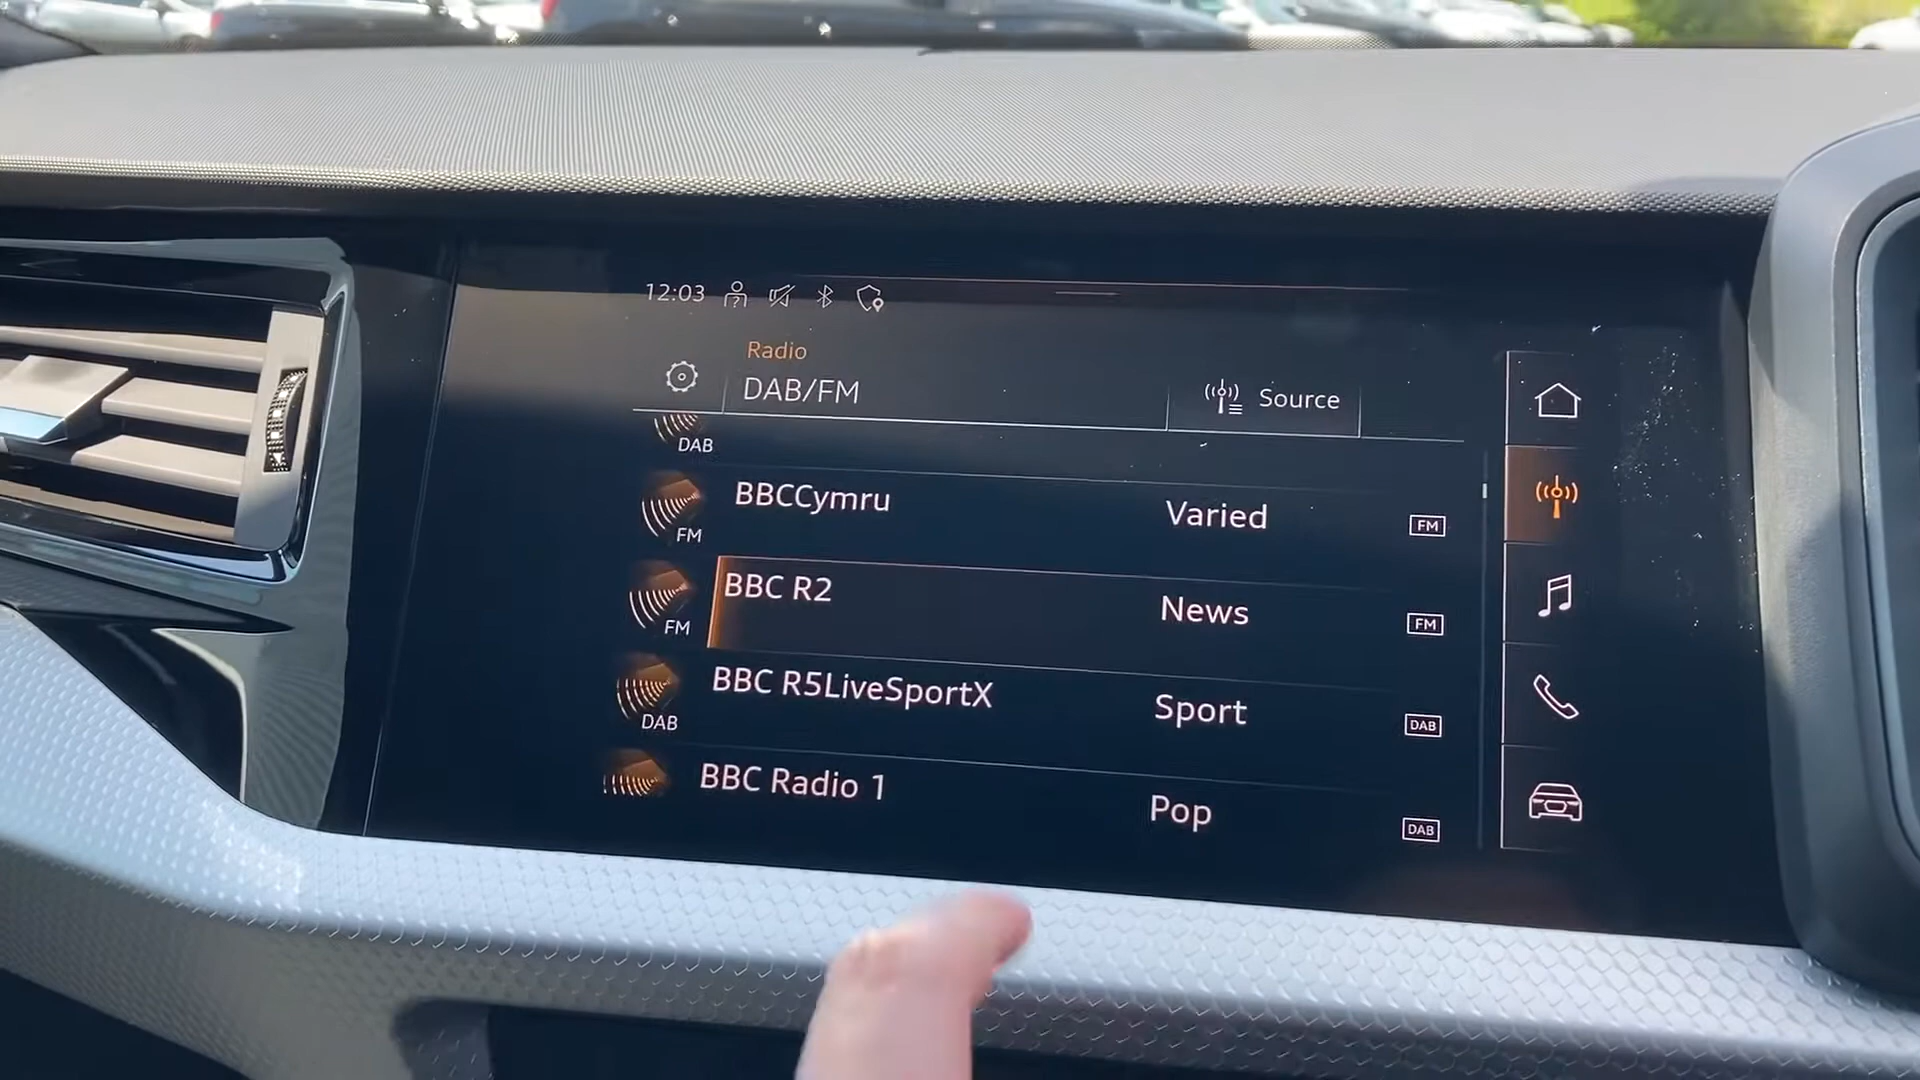 12:03
Radio
DAB/FM
Source
DAB
BBCCymru Varied FM
FM
BBC R2 News FM
FM
BBC R5LiveSportX Sport DAB
DAB
BBC Radio 1 Pop DAB